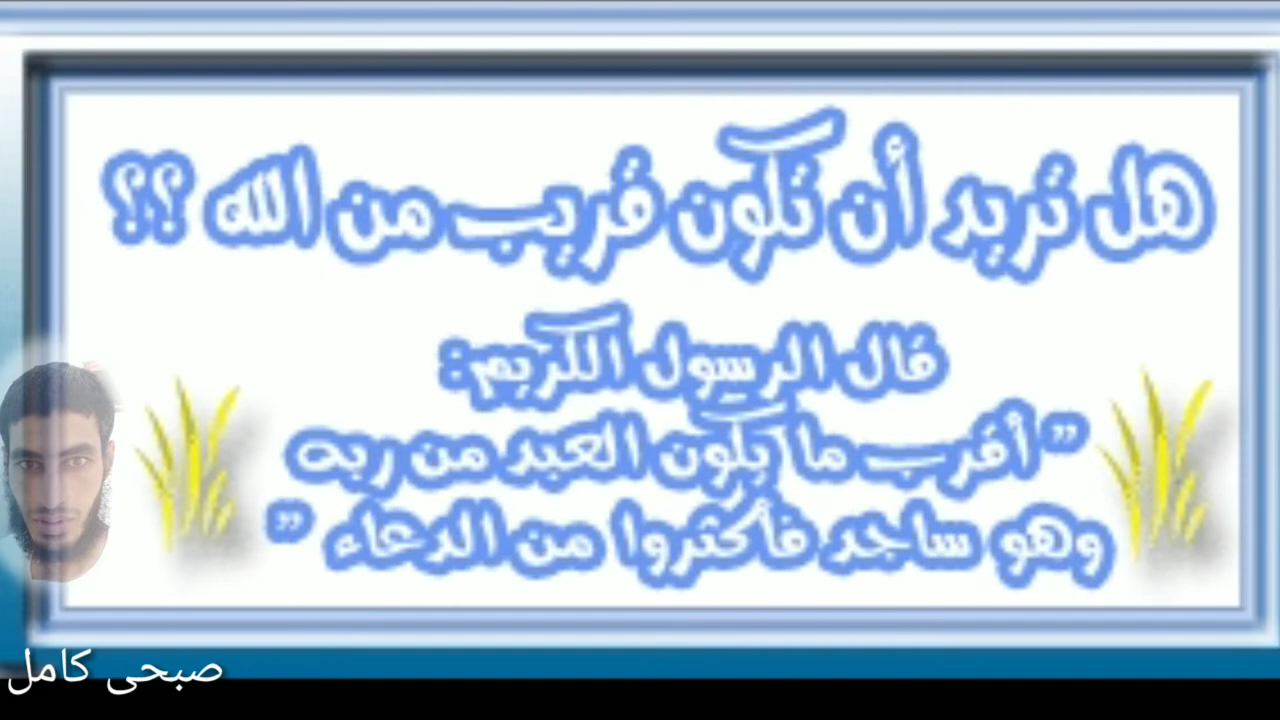 هل تريد أن تكون قريب من الله ؟؟
قال الرسول الكريم:
” أقرب ما يكون العبد من ربه
وهو ساجد فأكثروا من الدعاء ”
صبحى كامل